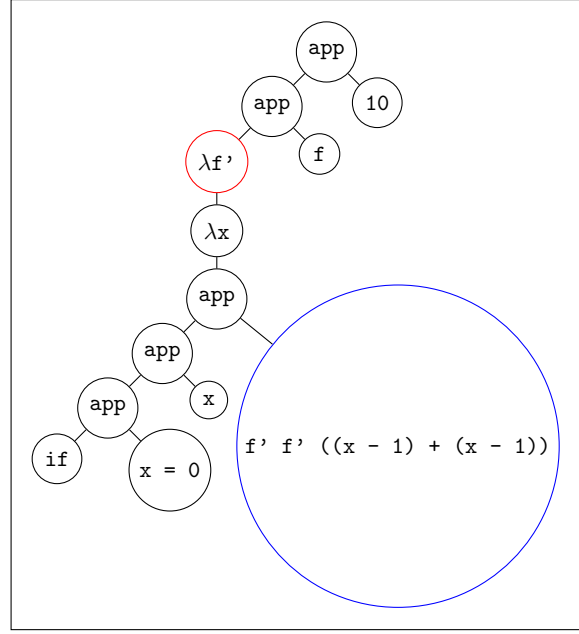 app
app
10
λf'
f
λx
app
app
app
x
if
x = 0
f' f' ((x - 1) + (x - 1))